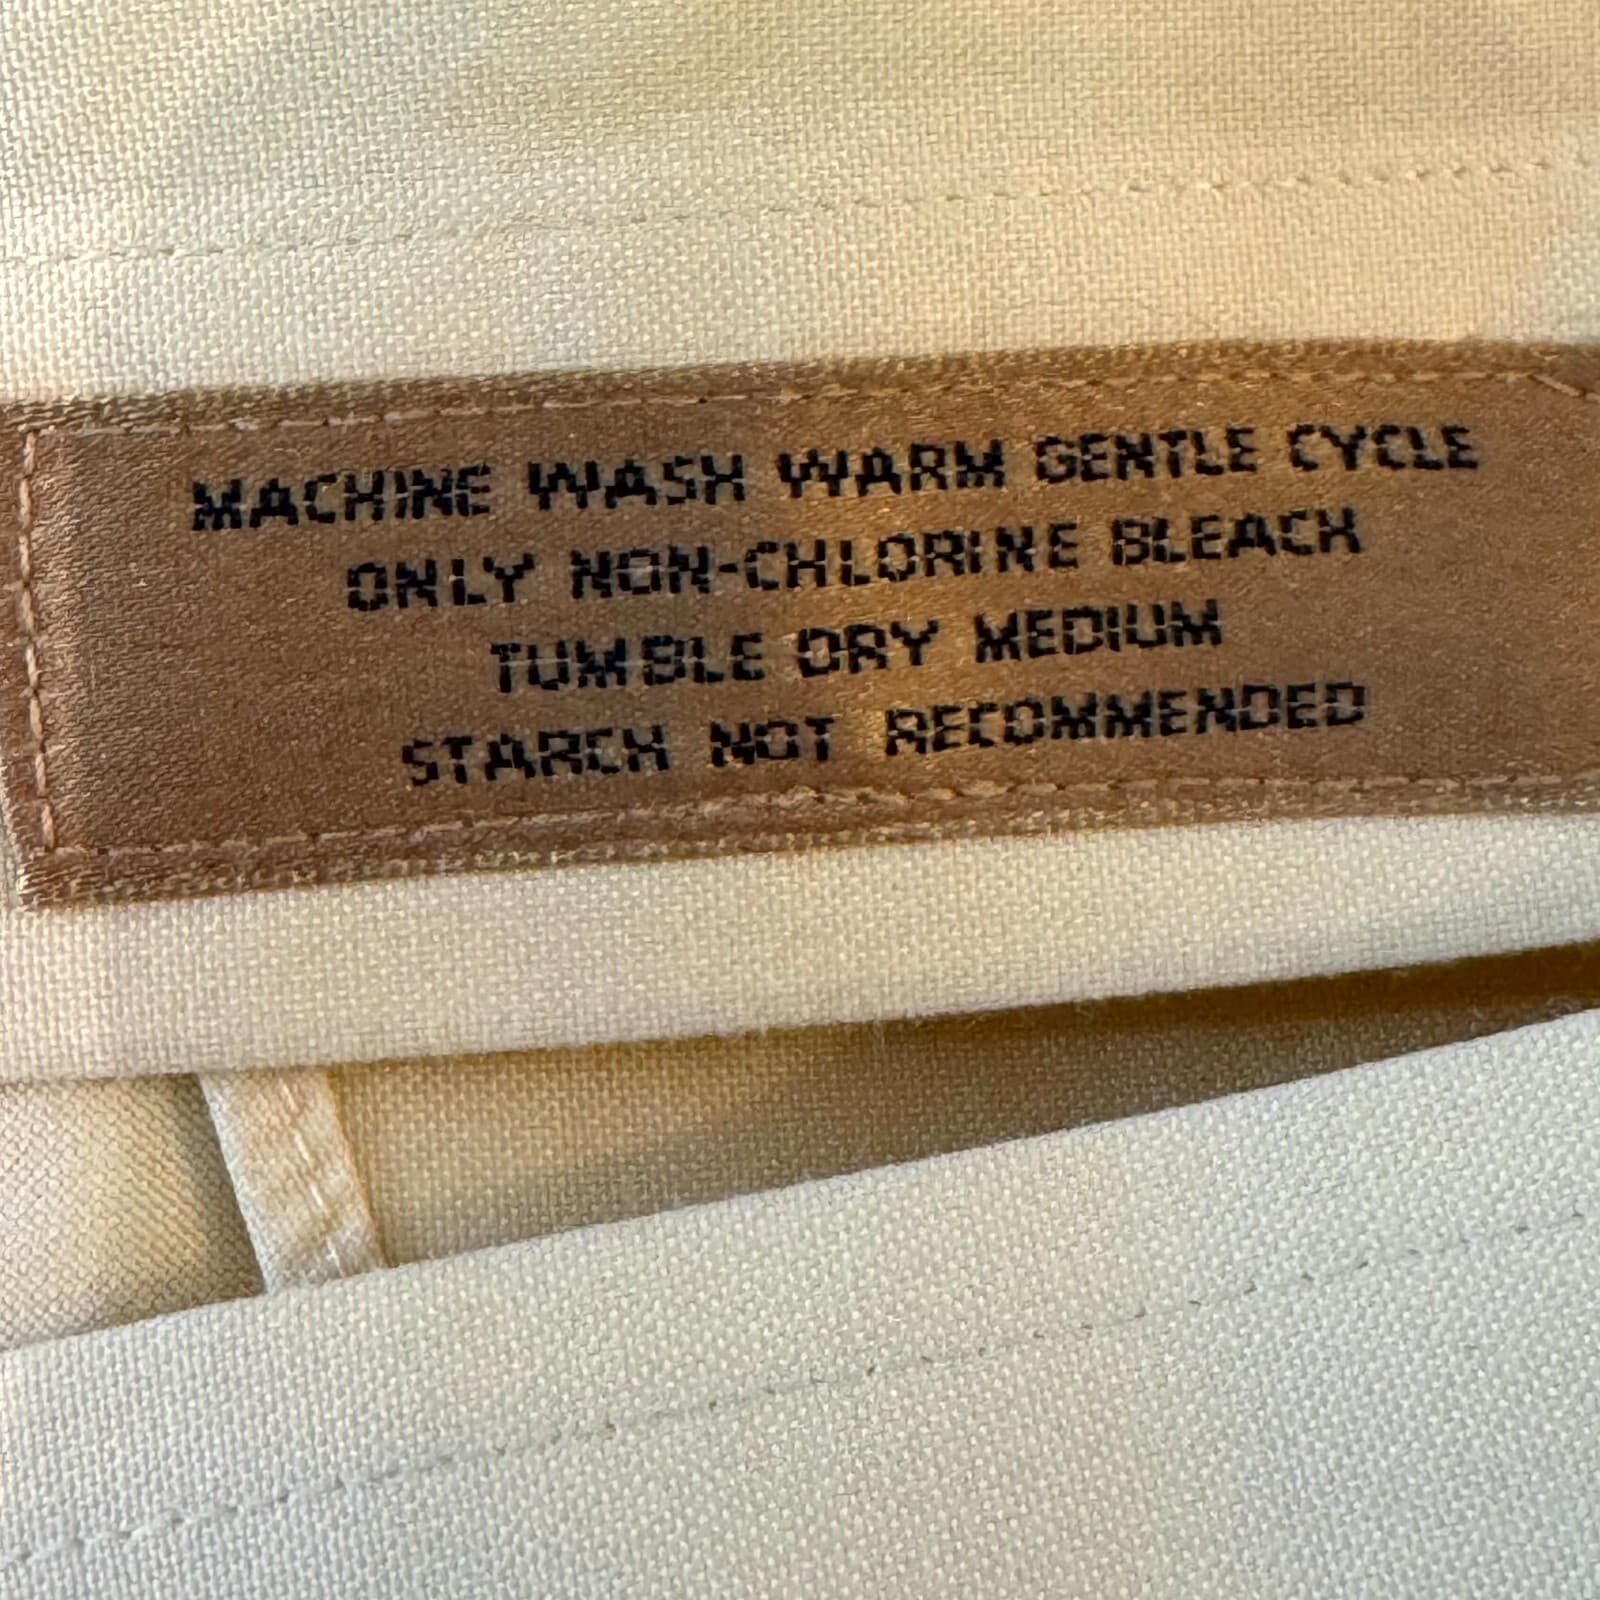 MACHINE WASH WARM GENTLE CYCLE
ONLY NON-CHLORINE BLEACH
TUMBLE DRY MEDIUM
STARCH NOT RECOMMENDED